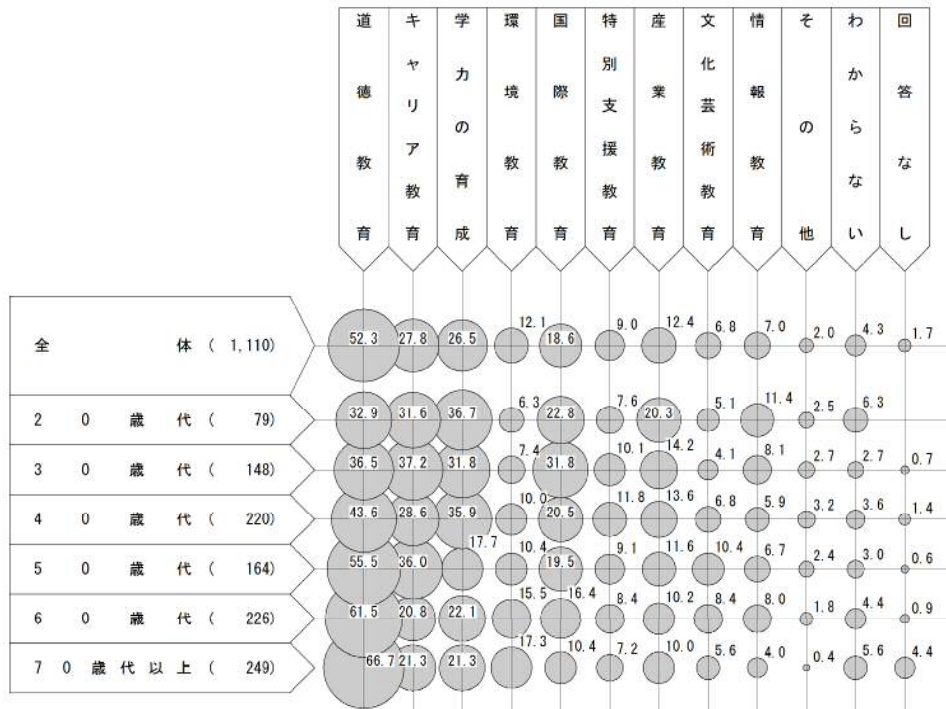 道徳教育
キャリア教育
学力の育成
環境教育
国際教育
特別支援教育
産業教育
文化芸術教育
情報教育
その他
わからない
回答なし
全体 ( 1,110) 52.3 27.8 26.5 12.1 18.6 9.0 12.4 6.8 7.0 2.0 4.3 1.7
20歳代 ( 79) 32.9 31.6 36.7 6.3 22.8 7.6 20.3 5.1 11.4 2.5 6.3
30歳代 ( 148) 36.5 37.2 31.8 7.4 31.8 10.1 14.2 4.1 8.1 2.7 2.7 0.7
40歳代 ( 220) 43.6 28.6 35.9 10.0 20.5 11.8 13.6 6.8 5.9 3.2 3.6 1.4
50歳代 ( 164) 55.5 36.0 17.7 10.4 19.5 9.1 11.6 10.4 6.7 2.4 3.0 0.6
60歳代 ( 226) 61.5 20.8 22.1 15.5 16.4 8.4 10.2 8.4 8.0 1.8 4.4 0.9
70歳代以上 ( 249) 66.7 21.3 21.3 17.3 10.4 7.2 10.0 5.6 4.0 0.4 5.6 4.4